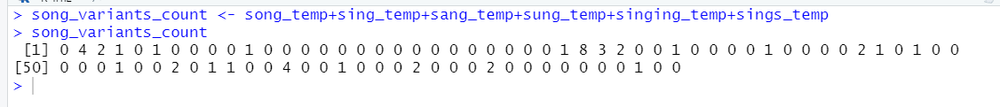 > song_variants_count <- song_temp+sing_temp+sang_temp+sung_temp+singing_temp+sings_temp
> song_variants_count
[1] 0 4 2 1 0 1 0 0 0 0 1 0 0 0 0 0 0 0 0 0 0 0 0 0 0 0 0 1 8 3 2 0 0 1 0 0 0 0 1 0 0 0 0 2 1 0 1 0 0
[50] 0 0 0 1 0 0 2 0 1 1 0 0 4 0 0 1 0 0 0 2 0 0 0 2 0 0 0 0 0 0 0 1 0 0
>